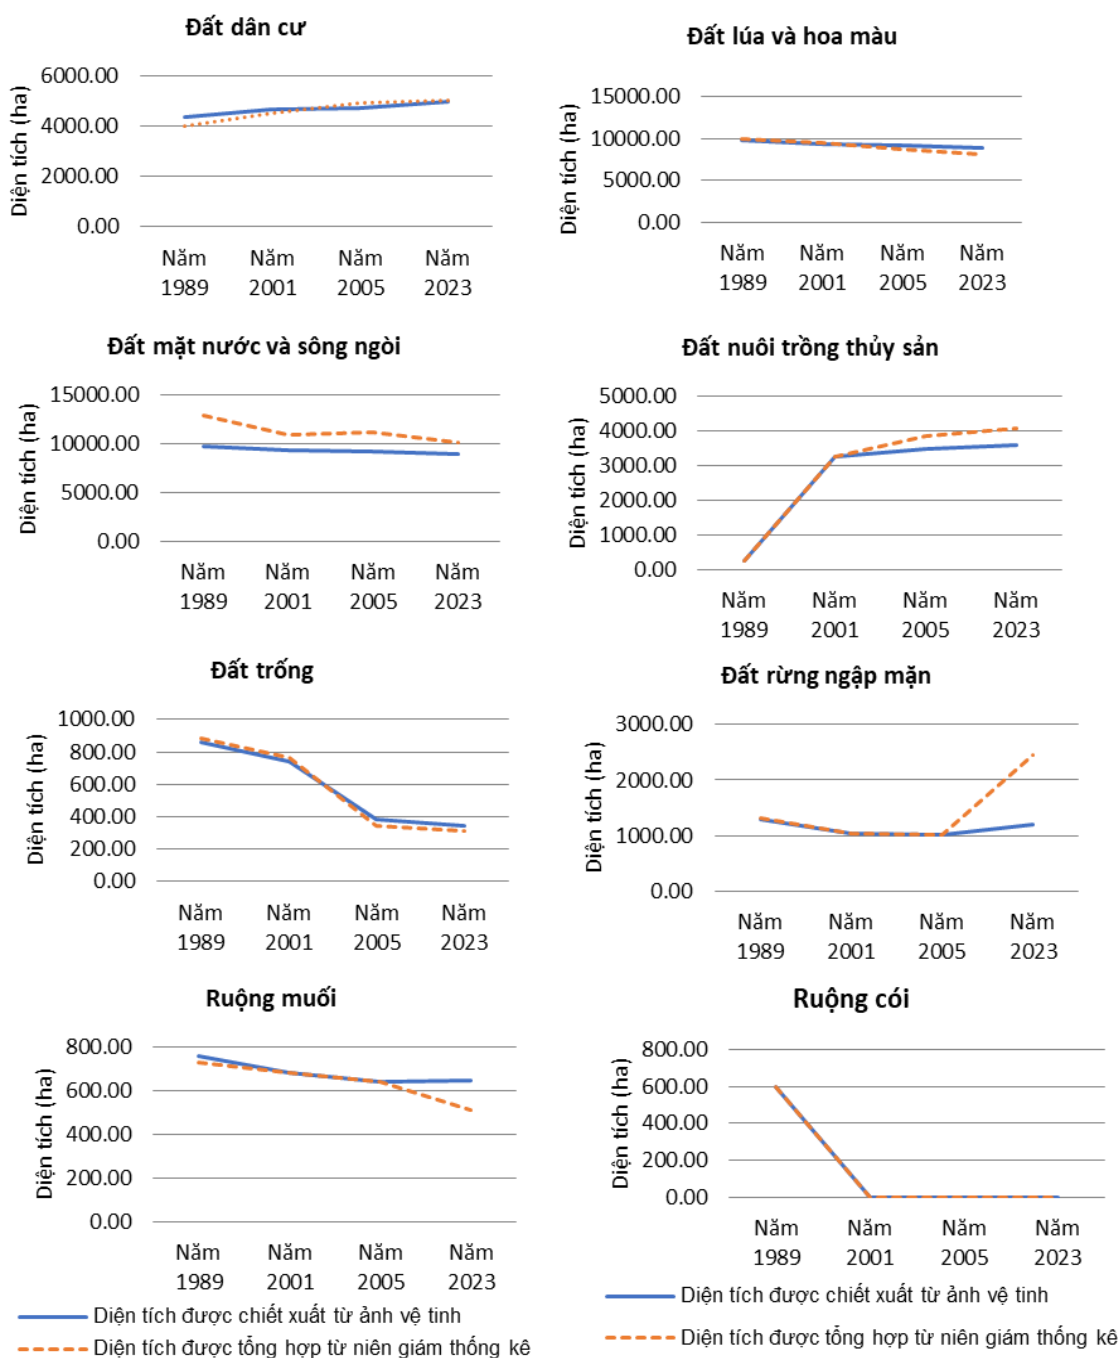 Đất dân cư
Diện tích (ha)
6000.00
4000.00
2000.00
0.00
Năm 1989
Năm 2001
Năm 2005
Năm 2023
Đất lúa và hoa màu
Diện tích (ha)
15000.00
10000.00
5000.00
0.00
Năm 1989
Năm 2001
Năm 2005
Năm 2023
Đất mặt nước và sông ngòi
Diện tích (ha)
15000.00
10000.00
5000.00
0.00
Năm 1989
Năm 2001
Năm 2005
Năm 2023
Đất nuôi trồng thủy sản
Diện tích (ha)
5000.00
4000.00
3000.00
2000.00
1000.00
0.00
Năm 1989
Năm 2001
Năm 2005
Năm 2023
Đất trống
Diện tích (ha)
1000.00
800.00
600.00
400.00
200.00
0.00
Năm 1989
Năm 2001
Năm 2005
Năm 2023
Đất rừng ngập mặn
Diện tích (ha)
3000.00
2000.00
1000.00
0.00
Năm 1989
Năm 2001
Năm 2005
Năm 2023
Ruộng muối
Diện tích (ha)
800.00
600.00
400.00
200.00
0.00
Năm 1989
Năm 2001
Năm 2005
Năm 2023
Diện tích được chiết xuất từ ảnh vệ tinh
Diện tích được tổng hợp từ niên giám thống kê
Ruộng cói
Diện tích (ha)
800.00
600.00
400.00
200.00
0.00
Năm 1989
Năm 2001
Năm 2005
Năm 2023
Diện tích được chiết xuất từ ảnh vệ tinh
Diện tích được tổng hợp từ niên giám thống kê